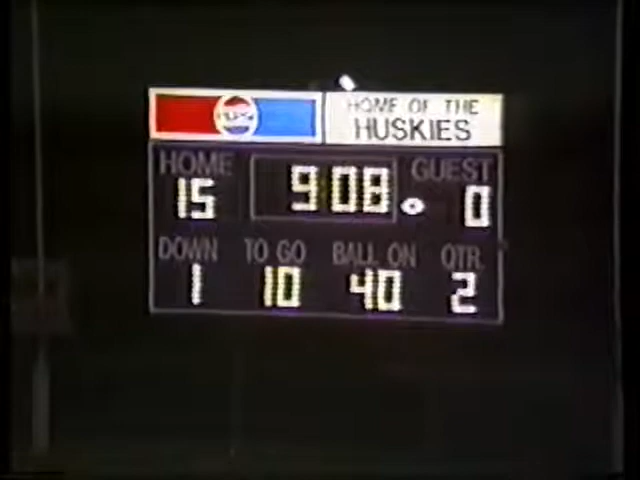 PEPSI
HOME OF THE
HUSKIES
HOME 9:08 GUEST
15 0
DOWN TO GO BALL ON QTR.
1 10 40 2